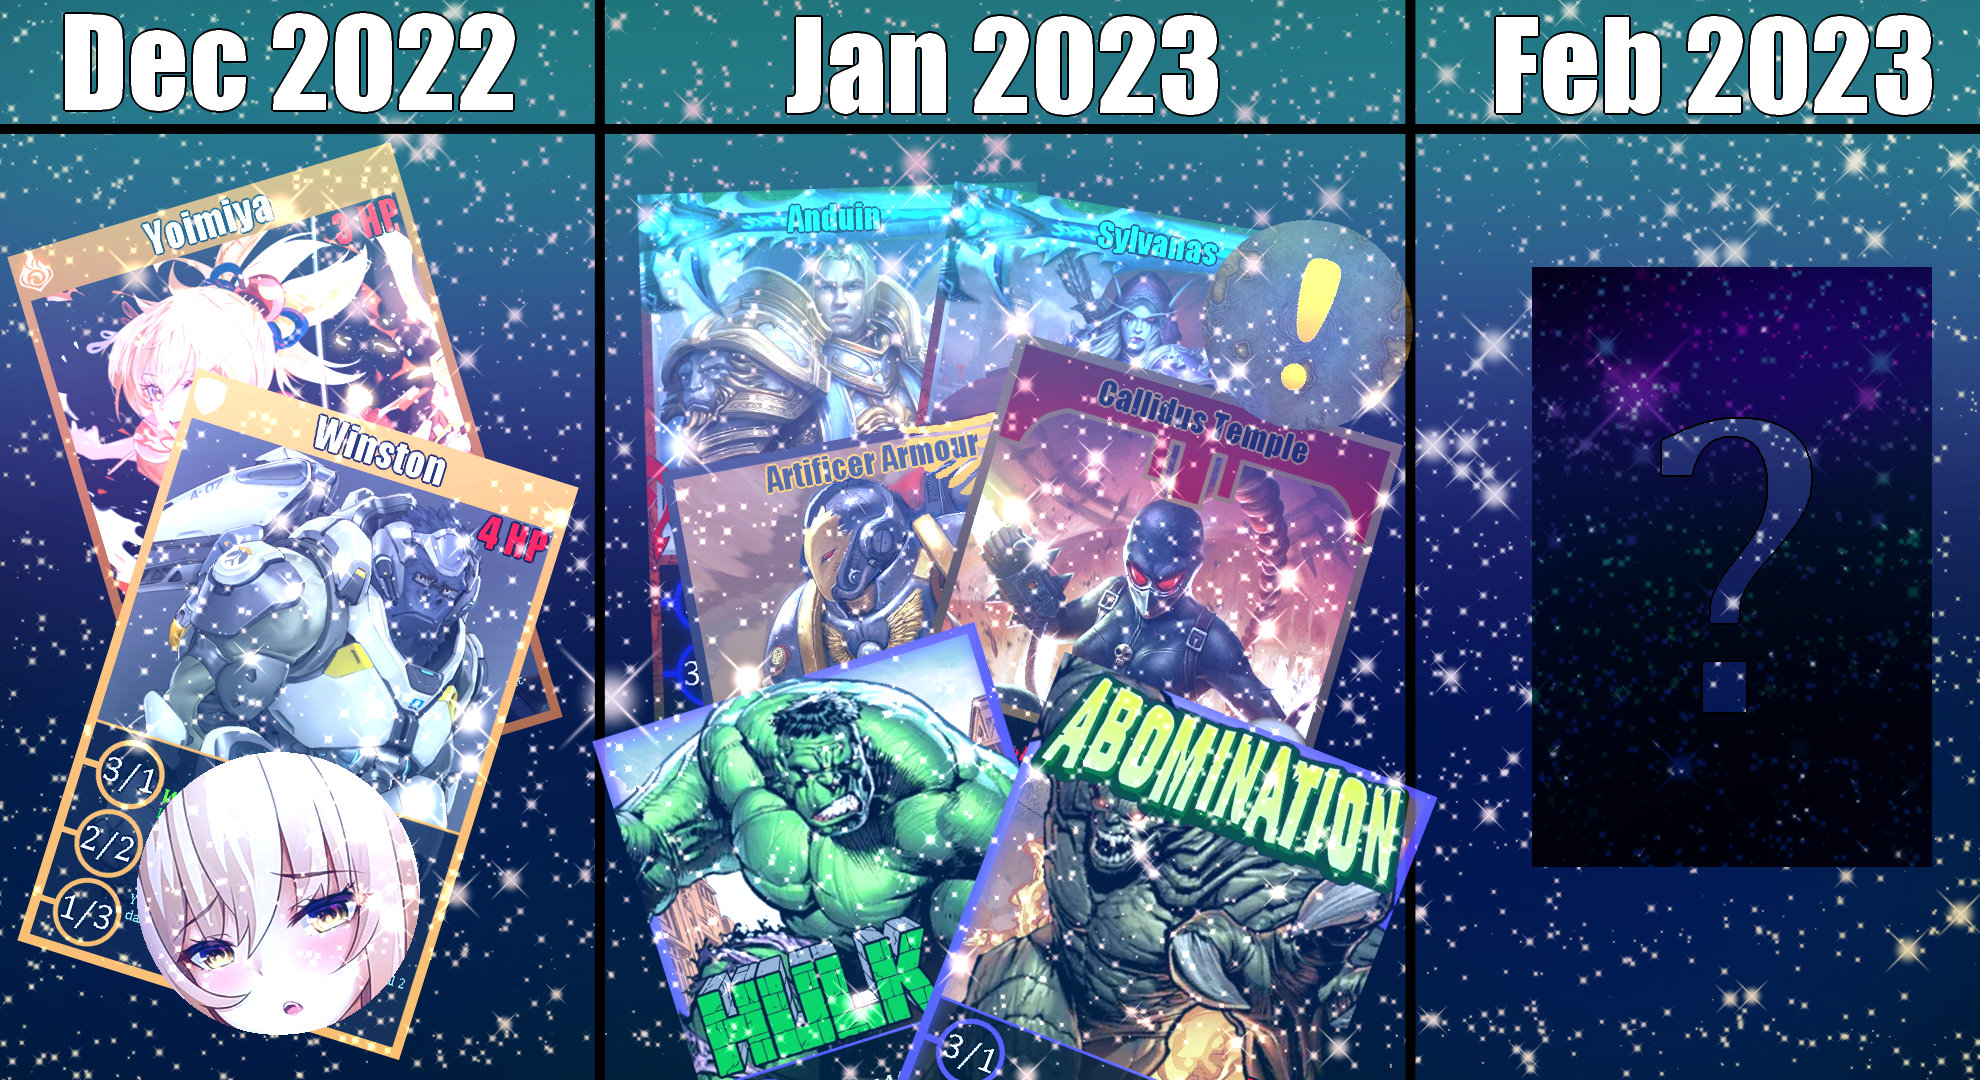 Dec 2022
Jan 2023
Feb 2023
Yoimiya
3 HP
Winston
4 HP
A-07
3/1
2/2
1/3
Anduin
Sylvanas
!
Artificer Armour
Callidus Temple
3
HULK
ABOMINATION
3/1
?